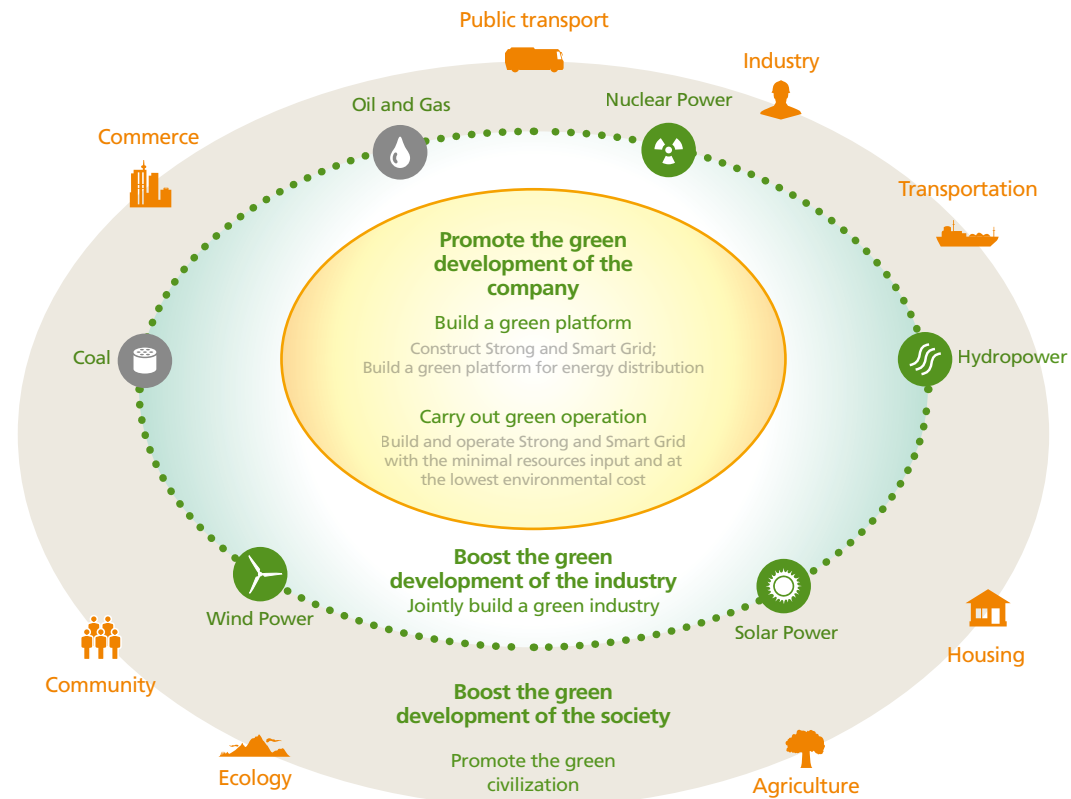 Public transport
Industry
Oil and Gas
Nuclear Power
Commerce
Transportation
Promote the green
development of the
company
Build a green platform
Construct Strong and Smart Grid;
Build a green platform for energy distribution
Coal
Hydropower
Carry out green operation
Build and operate Strong and Smart Grid
with the minimal resources input and at
the lowest environmental cost
Boost the green
development of the industry
Jointly build a green industry
Wind Power
Solar Power
Housing
Community
Boost the green
development of the society
Promote the green
civilization
Ecology
Agriculture